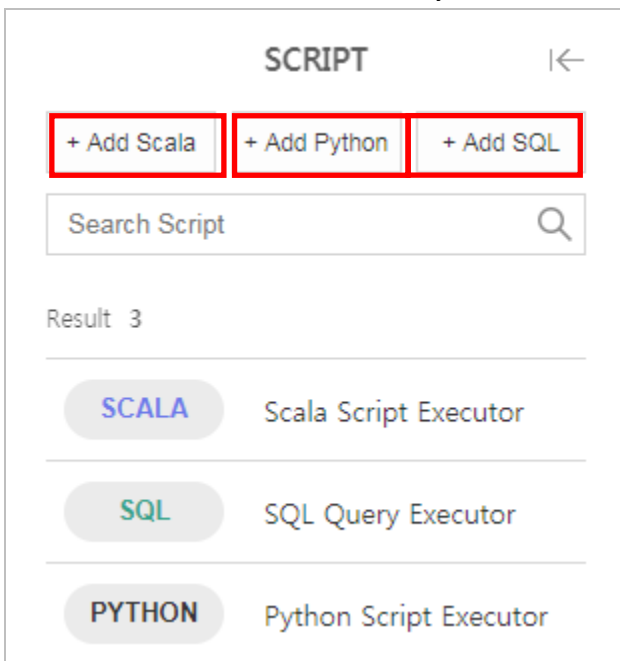 SCRIPT
+ Add Scala + Add Python + Add SQL
Search Script
Result 3
SCALA Scala Script Executor
SQL SQL Query Executor
PYTHON Python Script Executor